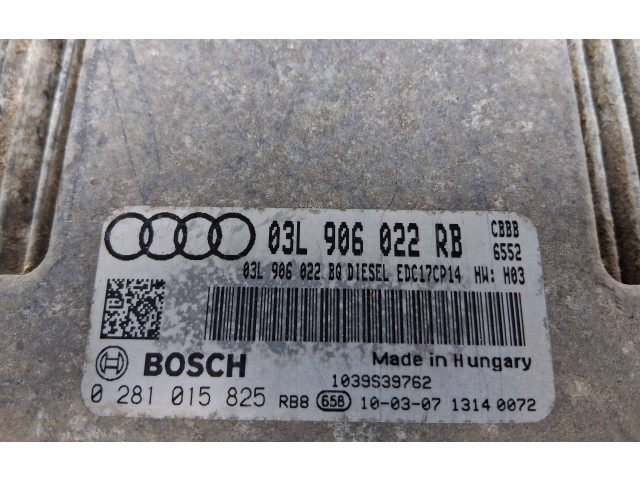 03L 906 022 RB CBBB
6552
03L 906 022 BQ DIESEL EDC17CP14 HW: H03
BOSCH Made in Hungary
1039S39762
0 281 015 825 RB8 658 10-03-07 1314 0072